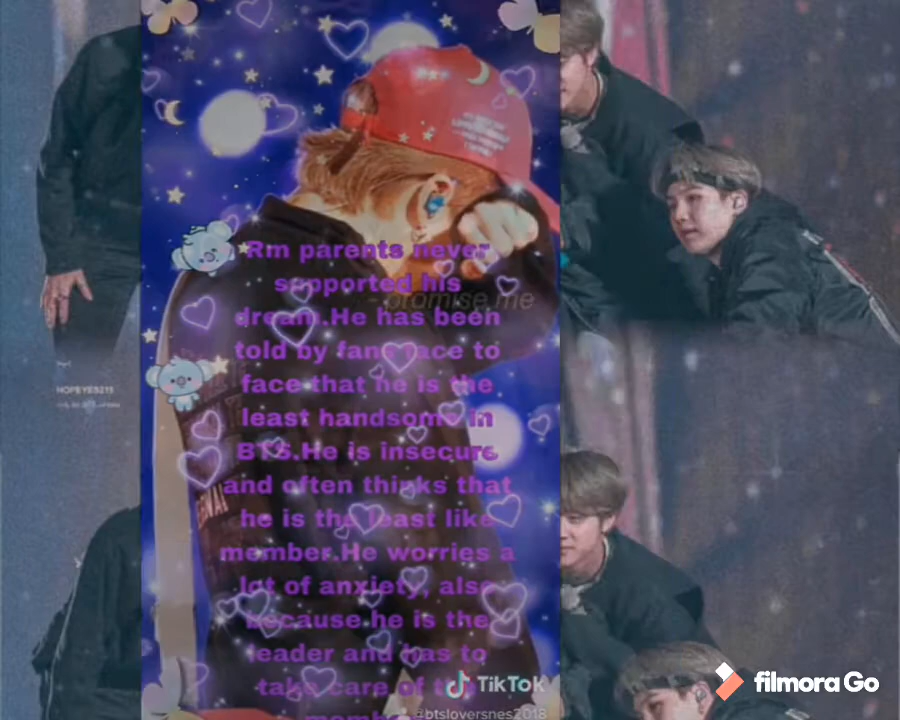 Rm parents never
supported his
promise me
dream.He has been
told by fans face to
face that he is the
least handsome in
BTS.He is insecure
and often thinks that
he is the least like
member.He worries a
lot of anxiety, also
because he is the
leader and has to
take care of the
HOPEYES211
TikTok
@btsloversnes2018
filmora Go